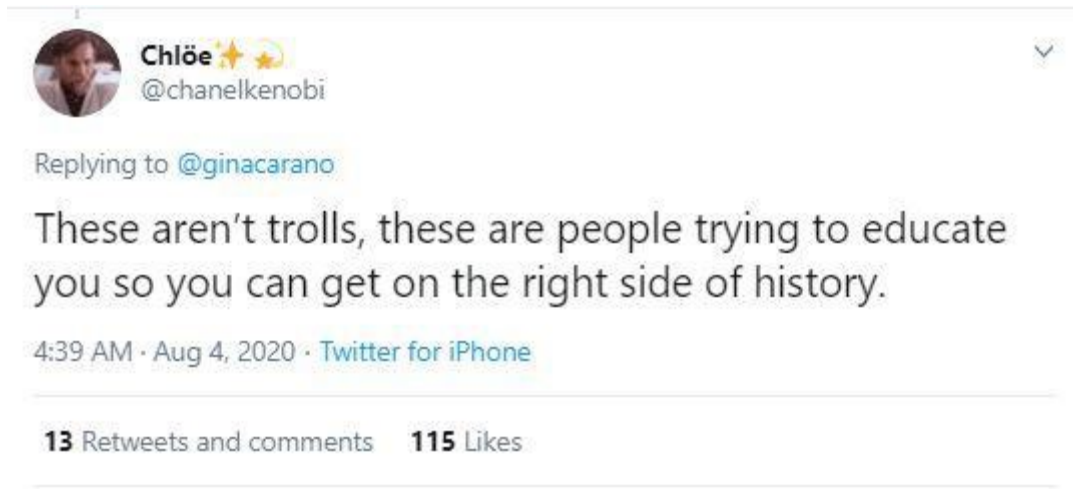 Chlöe✨ 💫
@chanelkenobi
Replying to @ginacarano
These aren't trolls, these are people trying to educate
you so you can get on the right side of history.
4:39 AM · Aug 4, 2020 · Twitter for iPhone
13 Retweets and comments 115 Likes